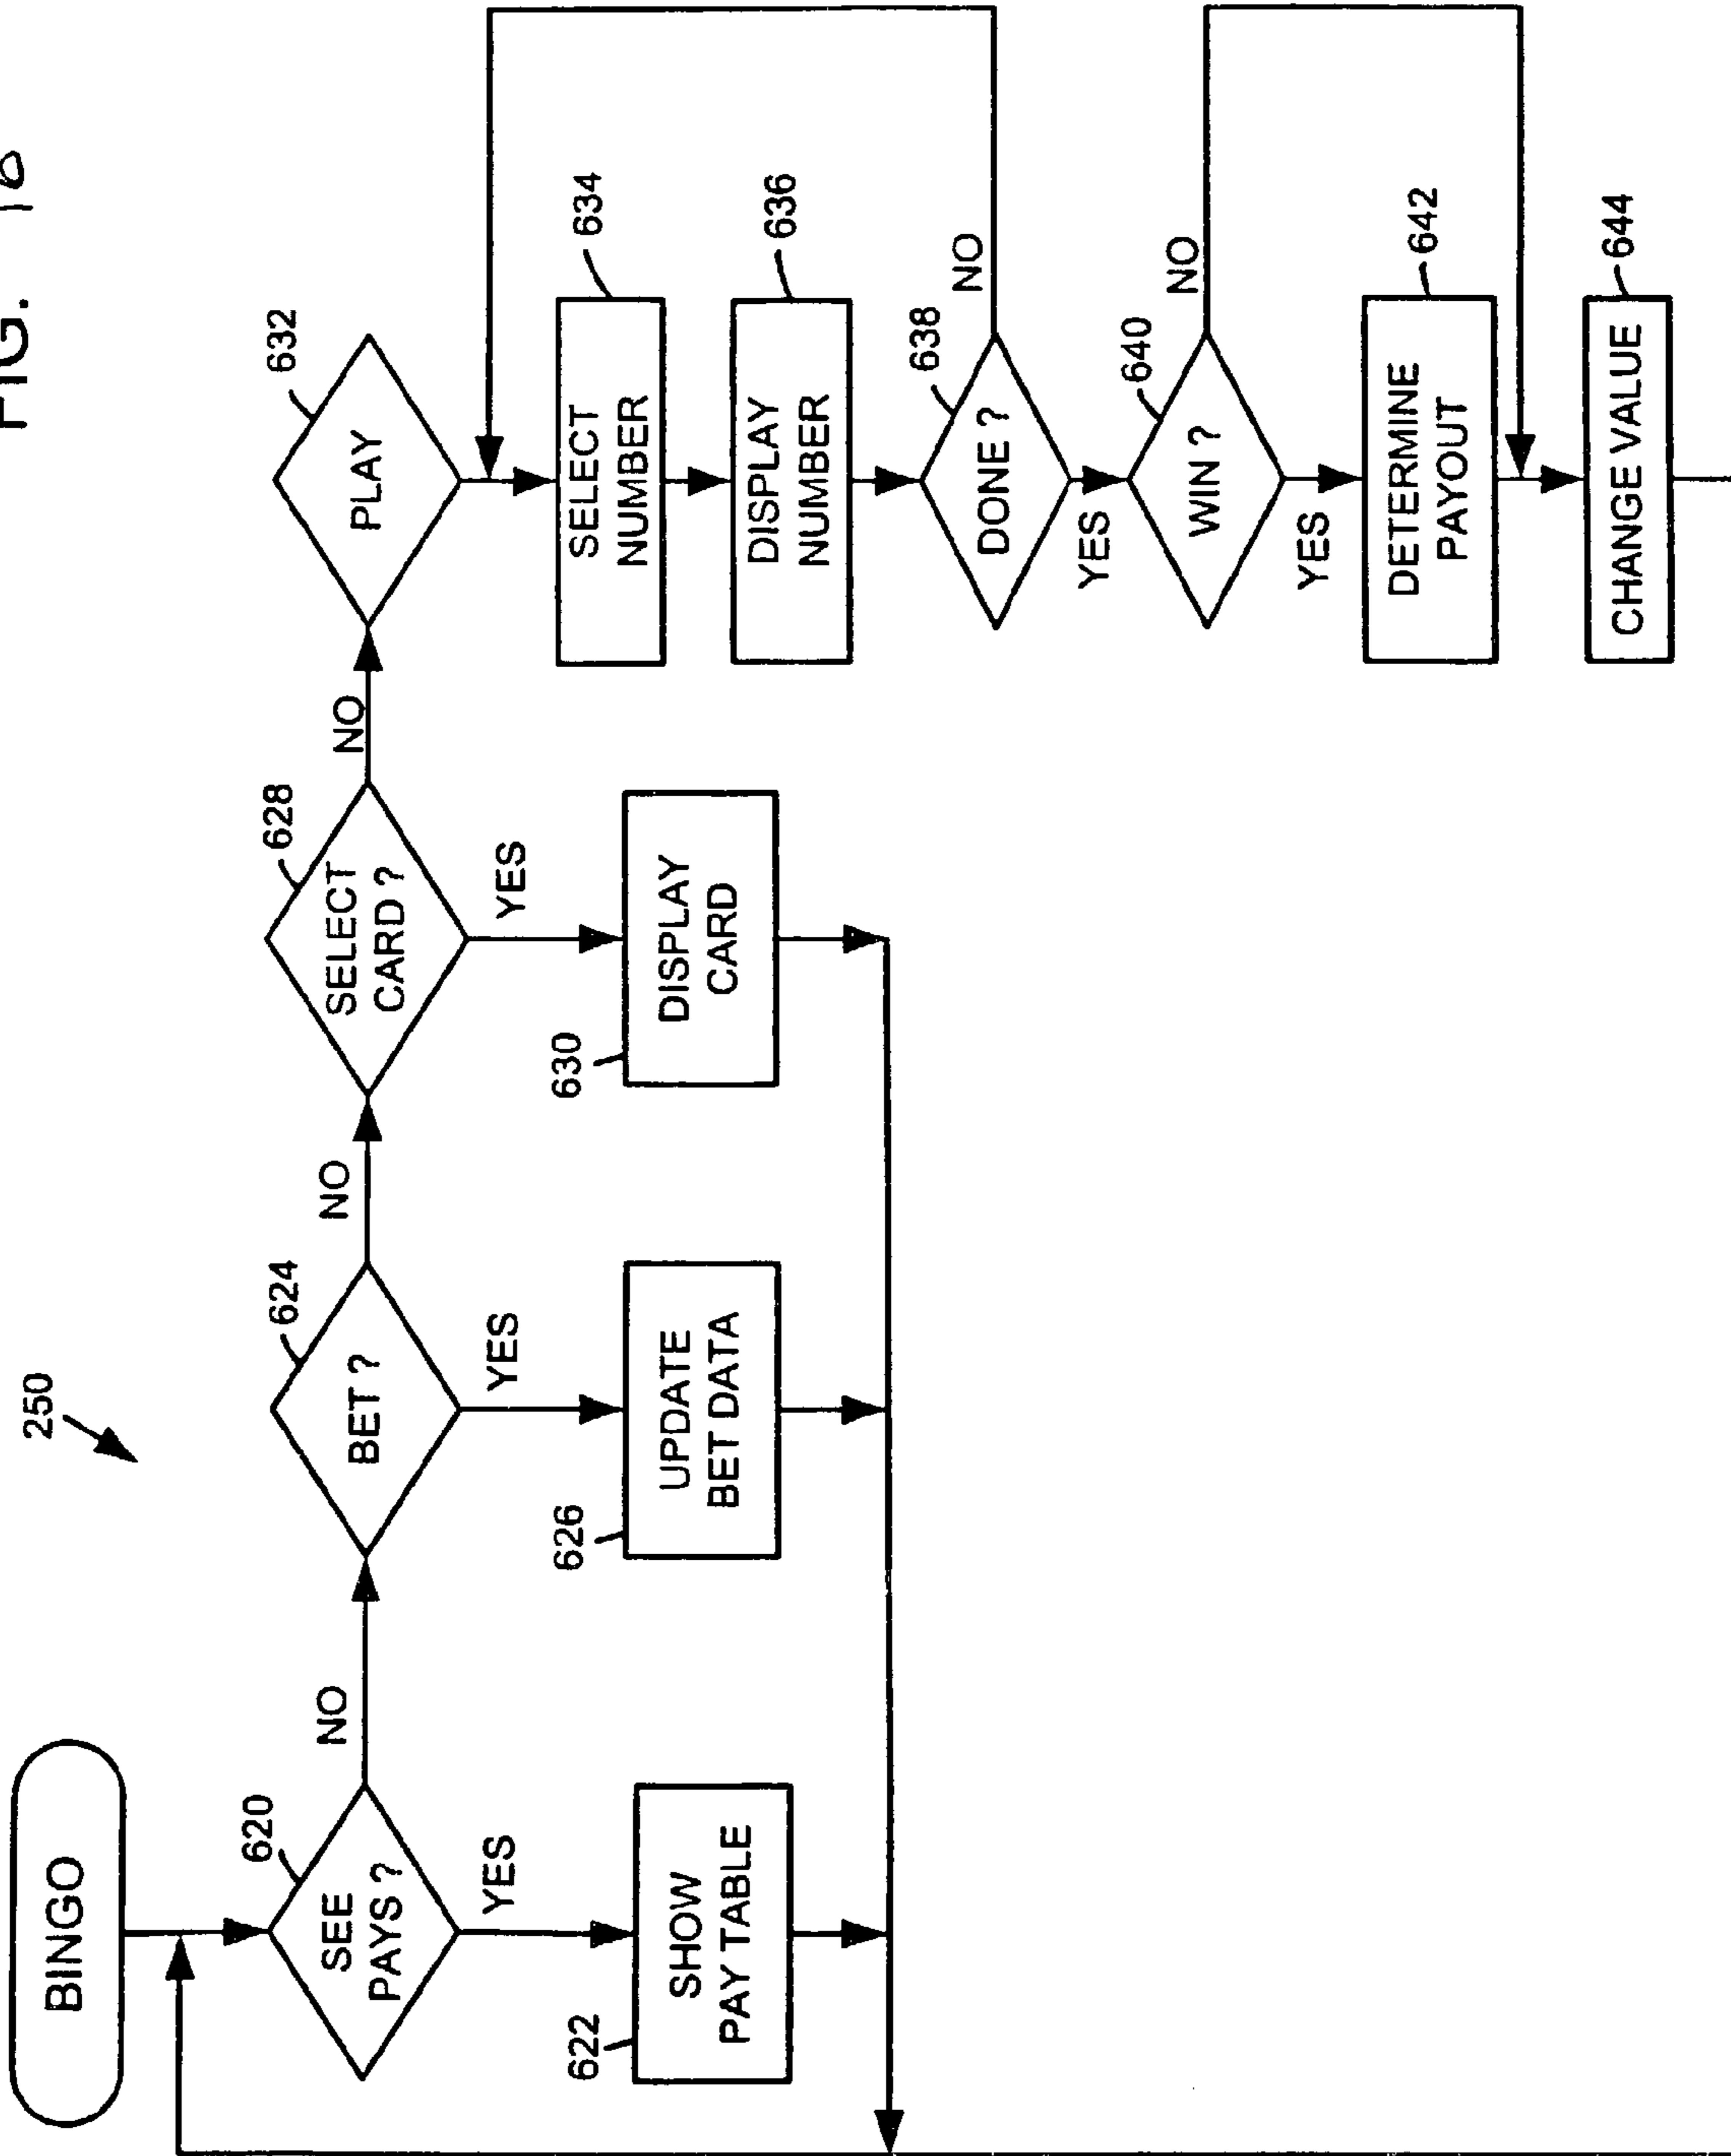 FIG. 16
250
BINGO
620
SEE
PAYS ?
NO
YES
622
SHOW
PAY TABLE
624
BET ?
NO
YES
626
UPDATE
BET DATA
628
SELECT
CARD ?
NO
YES
630
DISPLAY
CARD
632
PLAY
634
SELECT
NUMBER
636
DISPLAY
NUMBER
638
DONE ?
NO
YES
640
WIN ?
NO
YES
642
DETERMINE
PAYOUT
644
CHANGE VALUE